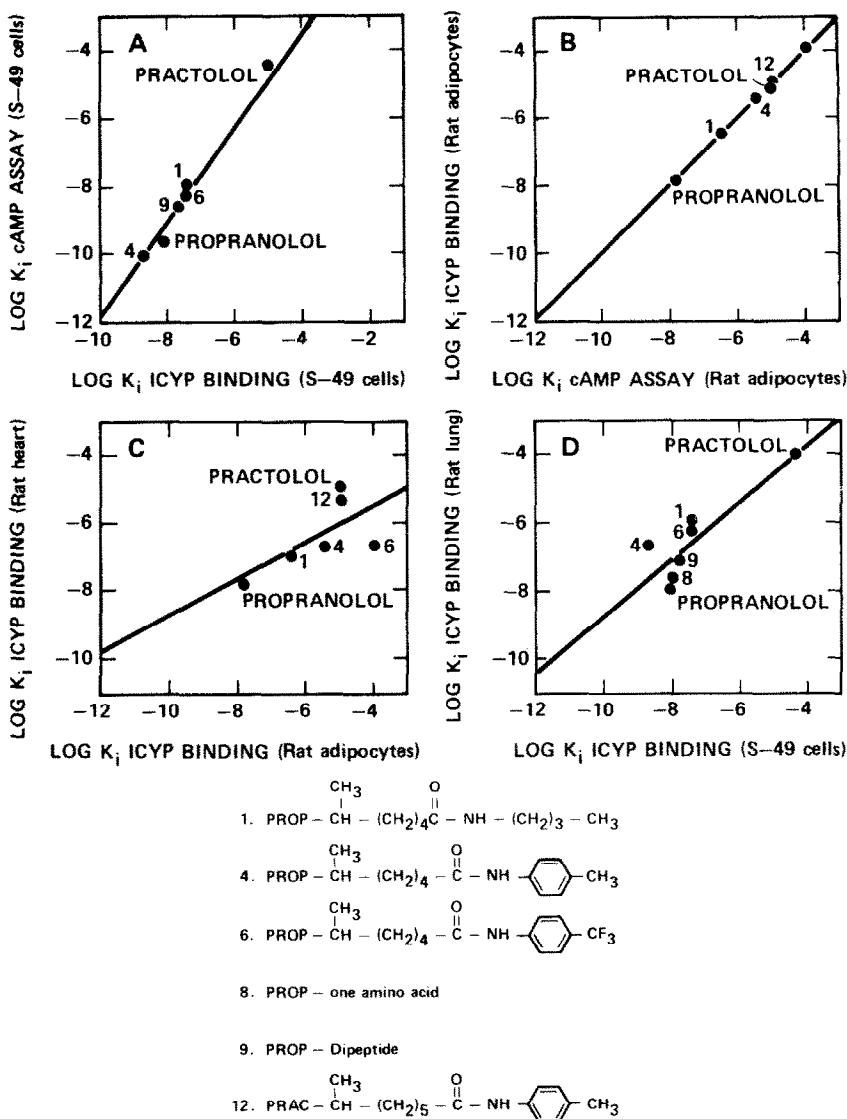 A
LOG Ki cAMP ASSAY (S-49 cells)
-4
-6
-8
-10
-12
PRACTOLOL
1
6
9
PROPRANOLOL
4
-10 -8 -6 -4 -2
LOG Ki ICYP BINDING (S-49 cells)
B
LOG Ki ICYP BINDING (Rat adipocytes)
-4
-6
-8
-10
-12
12
PRACTOLOL
4
1
PROPRANOLOL
-12 -10 -8 -6 -4
LOG Ki cAMP ASSAY (Rat adipocytes)
C
LOG Ki ICYP BINDING (Rat heart)
-4
-6
-8
-10
PRACTOLOL
12
4
6
1
PROPRANOLOL
-12 -10 -8 -6 -4
LOG Ki ICYP BINDING (Rat adipocytes)
D
LOG Ki ICYP BINDING (Rat lung)
-4
-6
-8
-10
PRACTOLOL
1
6
4
9
8
PROPRANOLOL
-12 -10 -8 -6 -4
LOG Ki ICYP BINDING (S-49 cells)
CH3 O
1. PROP - CH - (CH2)4C - NH - (CH2)3 - CH3
CH3 O
4. PROP - CH - (CH2)4 - C - NH - CH3
CH3 O
6. PROP - CH - (CH2)4 - C - NH - CF3
8. PROP - one amino acid
9. PROP - Dipeptide
CH3 O
12. PRAC - CH - (CH2)5 - C - NH - CH3